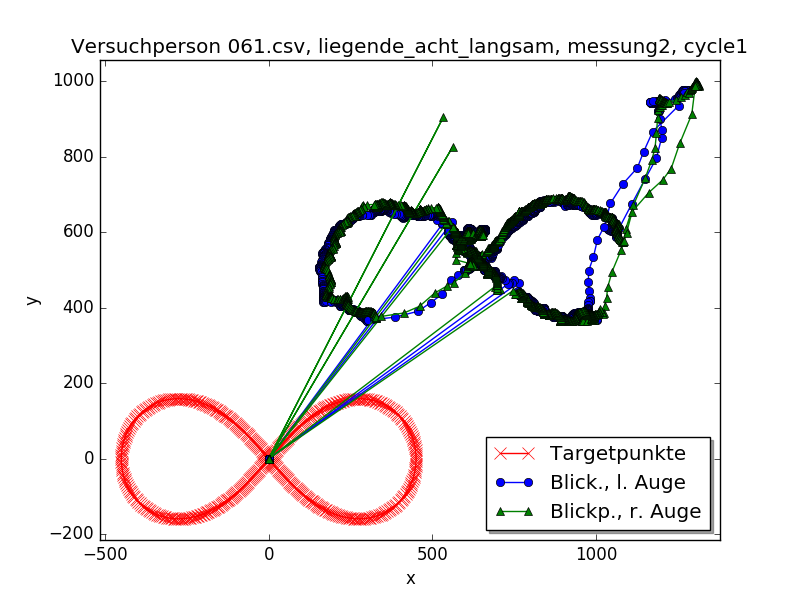 Versuchperson 061.csv, liegende_acht_langsam, messung2, cycle1
1000
800
600
400
200
0
−200
y
−500
0
500
1000
x
Targetpunkte
Blick., l. Auge
Blickp., r. Auge